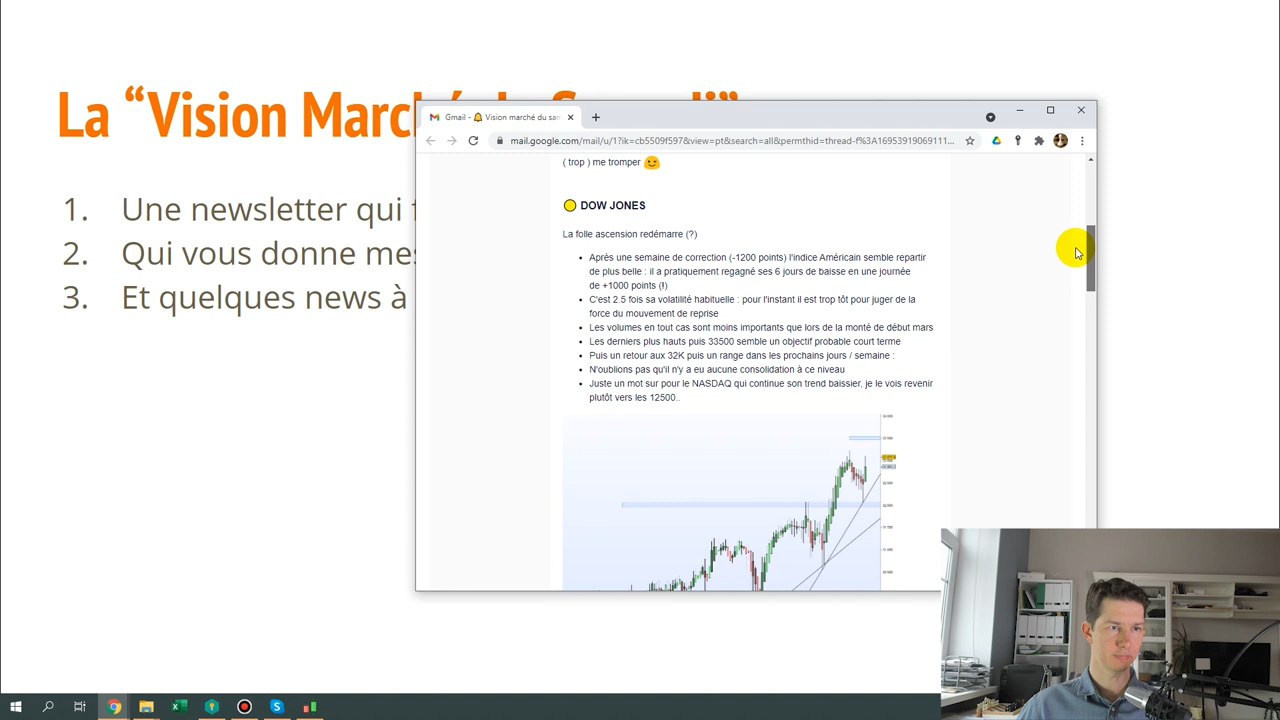 La “Vision Marc
1. Une newsletter qui
2. Qui vous donne me
3. Et quelques news à
Gmail - 🔔 Vision marché du sam
mail.google.com/mail/u/1?ik=cb5509f597&view=pt&search=all&permthid=thread-f%3A16953919069111...
( trop ) me tromper 😉
DOW JONES
La folle ascension redémarre (?)
• Après une semaine de correction (-1200 points) l'indice Américain semble repartir
de plus belle : il a pratiquement regagné ses 6 jours de baisse en une journée
de +1000 points (!)
• C'est 2.5 fois sa volatilité habituelle : pour l'instant il est trop tôt pour juger de la
force du mouvement de reprise
• Les volumes en tout cas sont moins importants que lors de la monté de début mars
• Les derniers plus hauts puis 33500 semble un objectif probable court terme
• Puis un retour aux 32K puis un range dans les prochains jours / semaine :
• N'oublions pas qu'il n'y a eu aucune consolidation à ce niveau
• Juste un mot sur pour le NASDAQ qui continue son trend baissier, je le vois revenir
plutôt vers les 12500..